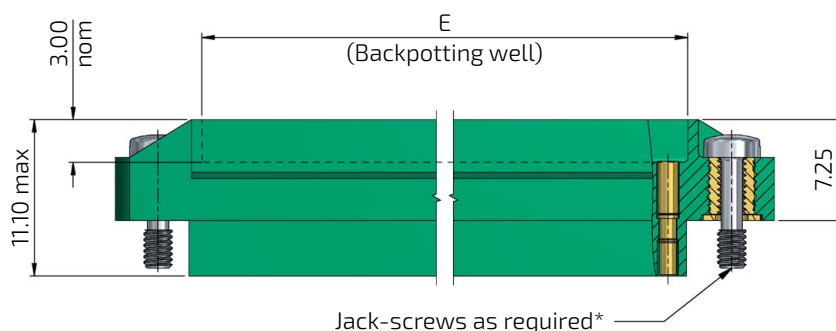 E
(Backpotting well)
3.00
nom
11.10 max
7.25
Jack-screws as required*